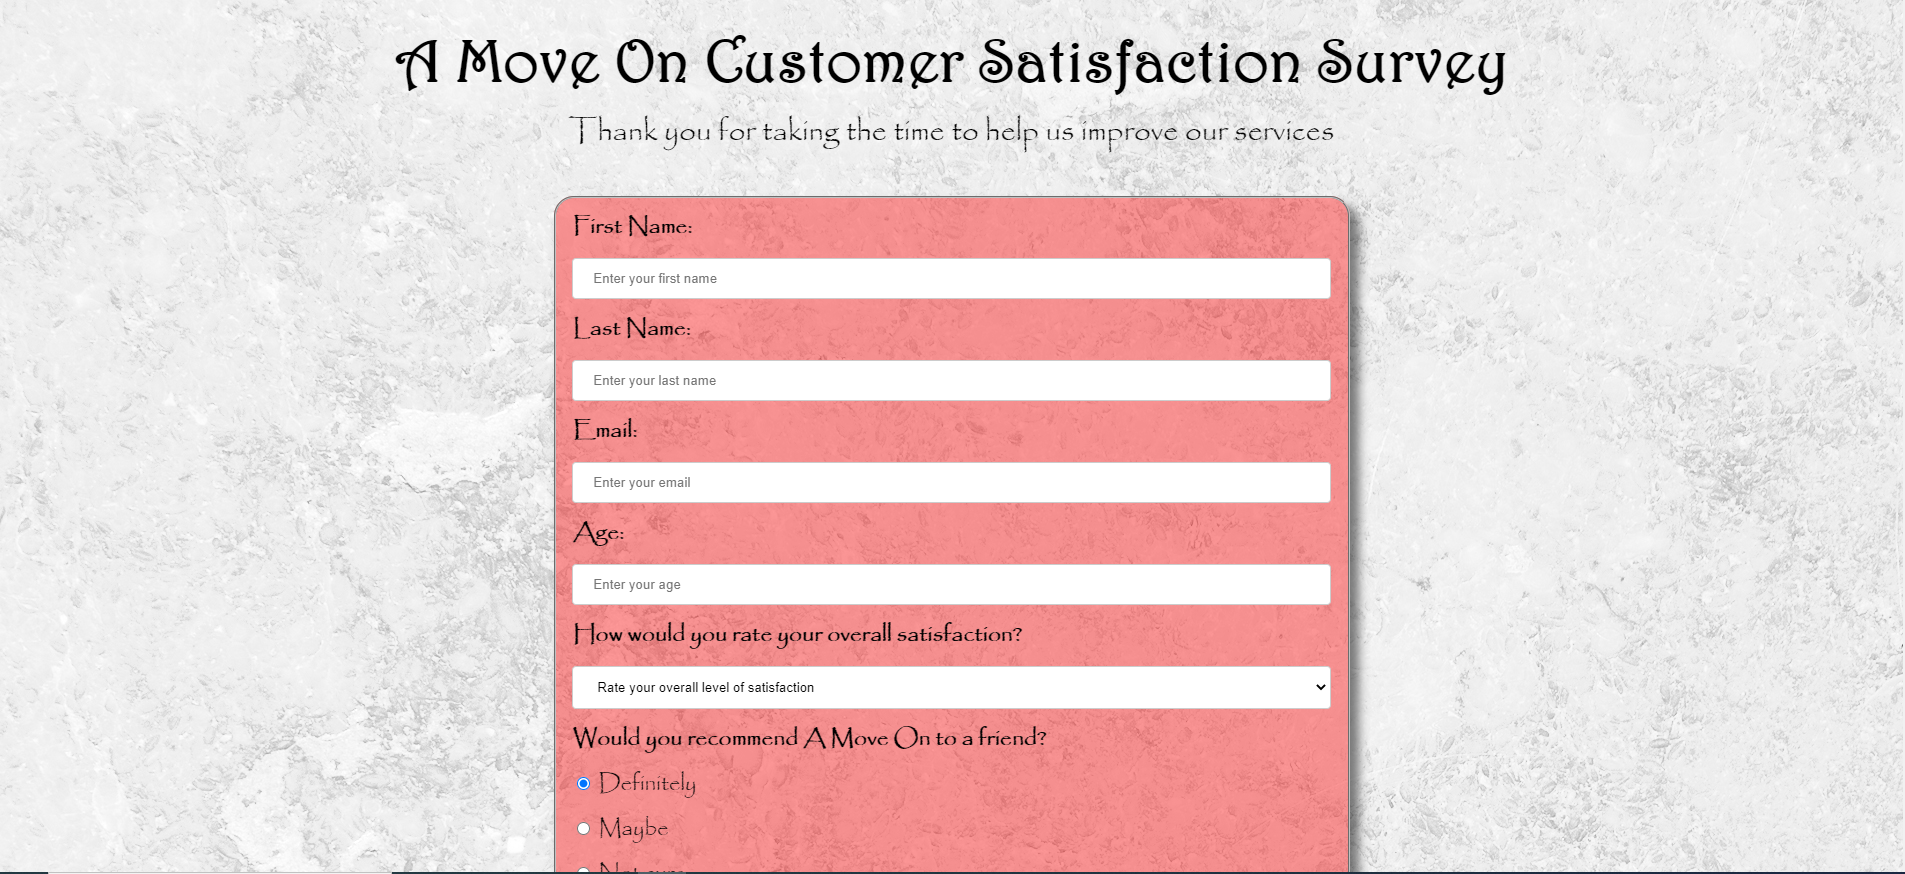 A Move On Customer Satisfaction Survey
Thank you for taking the time to help us improve our services
First Name:
Enter your first name
Last Name:
Enter your last name
Email:
Enter your email
Age:
Enter your age
How would you rate your overall satisfaction?
Rate your overall level of satisfaction
Would you recommend A Move On to a friend?
Definitely
Maybe